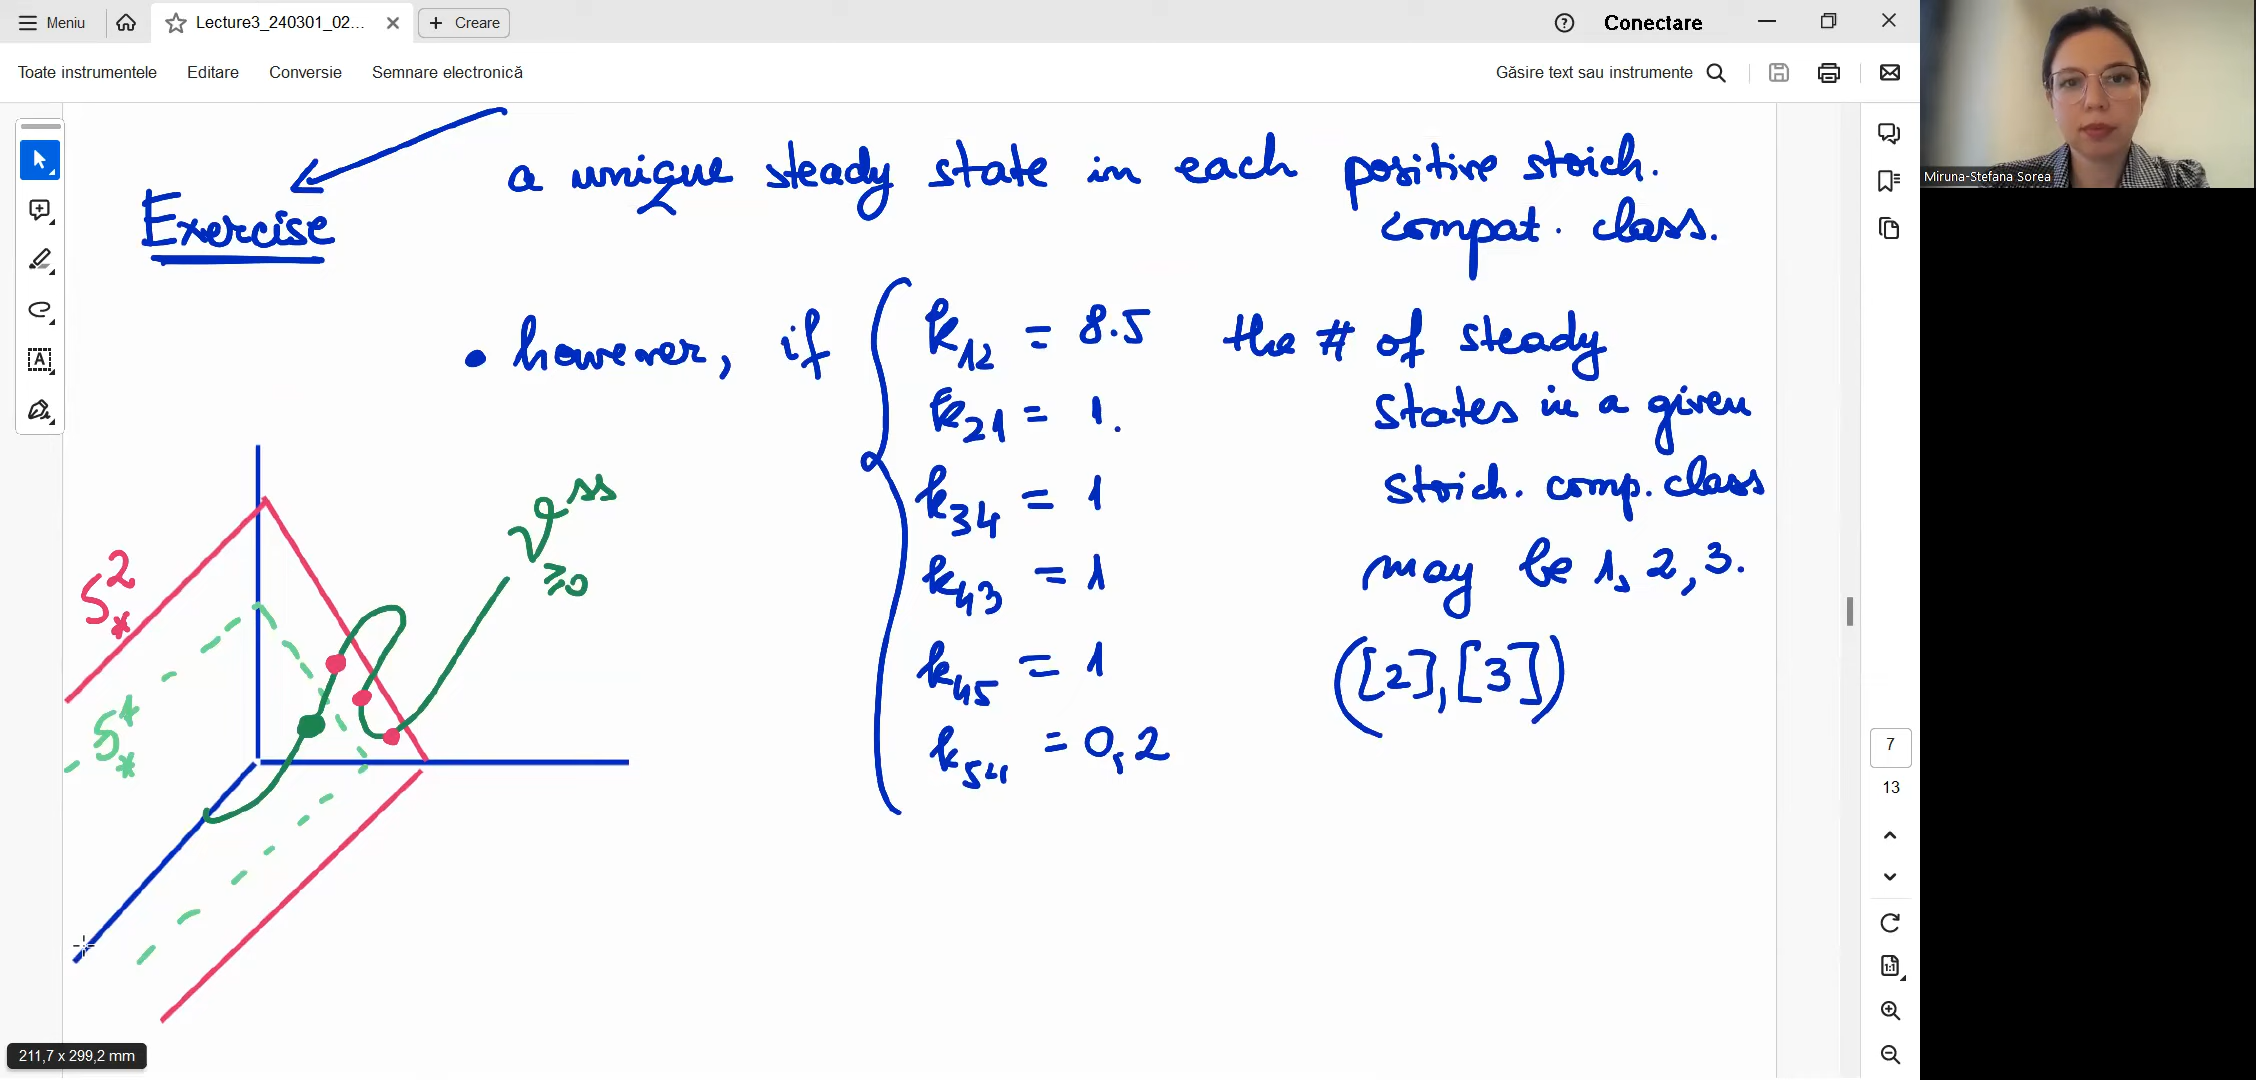 Meniu
Lecture3_240301_02...
Creare
Conectare
Toate instrumentele Editare Conversie Semnare electronică
Găsire text sau instrumente
Miruna-Stefana Sorea
a unique steady state in each positive stoich.
compat. class.
Exercise
• however, if
k12 = 8.5
k21 = 1.
k34 = 1
k43 = 1
k45 = 1
k54 = 0,2
the # of steady
states in a given
stoich. comp. class
may be 1, 2, 3.
([2], [3])
V^ss_≥0
S^2_*
S^1_*
7
13
211,7 x 299,2 mm